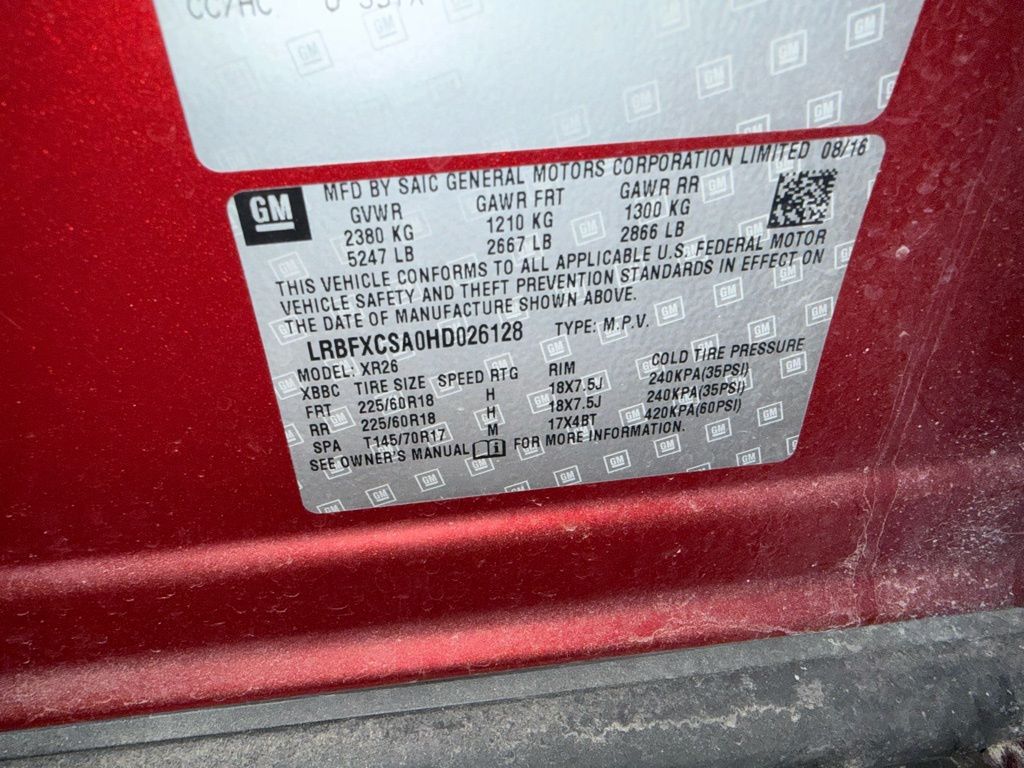 GM
MFD BY SAIC GENERAL MOTORS CORPORATION LIMITED 08/16
GVWR GAWR FRT GAWR RR
2380 KG 1210 KG 1300 KG
5247 LB 2667 LB 2866 LB
THIS VEHICLE CONFORMS TO ALL APPLICABLE U.S. FEDERAL MOTOR
VEHICLE SAFETY AND THEFT PREVENTION STANDARDS IN EFFECT ON
THE DATE OF MANUFACTURE SHOWN ABOVE.
LRBFXCSA0HD026128 TYPE: M.P.V.
MODEL: XR26
XBBC TIRE SIZE SPEED RTG RIM COLD TIRE PRESSURE
FRT 225/60R18 H 18X7.5J 240KPA(35PSI)
RR 225/60R18 H 18X7.5J 240KPA(35PSI)
SPA T145/70R17 M 17X4BT 420KPA(60PSI)
SEE OWNER'S MANUAL FOR MORE INFORMATION.